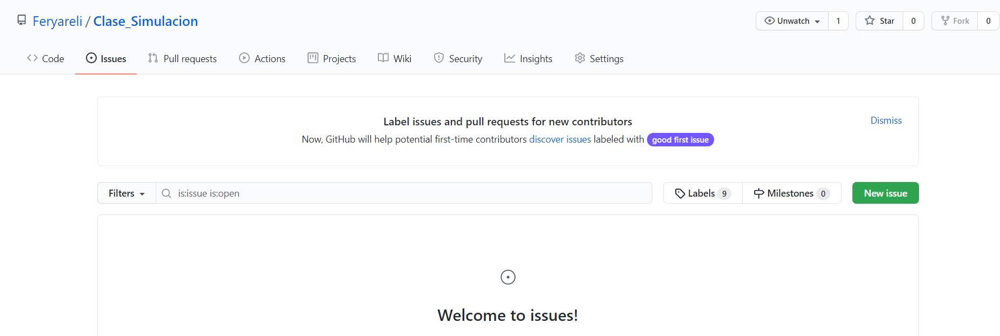 Feryareli / Clase_Simulacion
Unwatch 1 Star 0 Fork 0
Code Issues Pull requests Actions Projects Wiki Security Insights Settings
Label issues and pull requests for new contributors
Dismiss
Now, GitHub will help potential first-time contributors discover issues labeled with good first issue
Filters is:issue is:open Labels 9 Milestones 0 New issue
Welcome to issues!